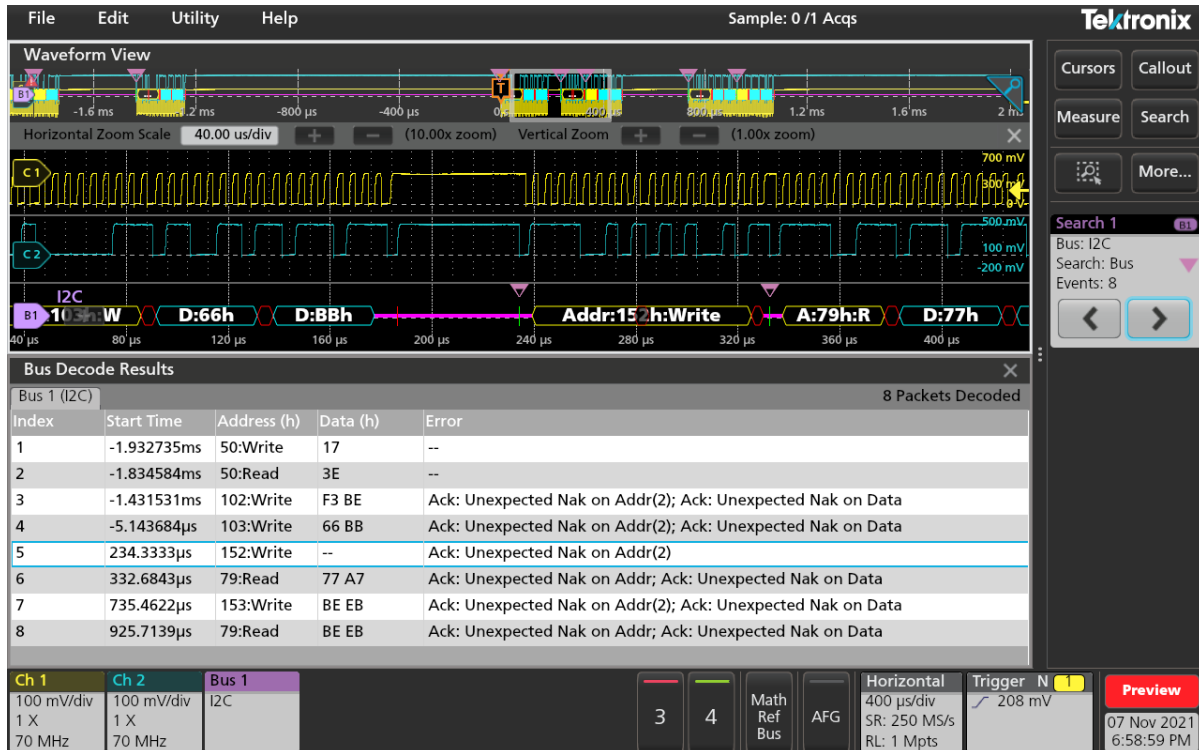 File Edit Utility Help Sample: 0 /1 Acqs Tektronix
Waveform View
Cursors Callout
Measure Search
More...
B1 -1.6 ms -800 µs -400 µs T 1.2 ms 1.6 ms
Horizontal Zoom Scale 40.00 us/div + − (10.00x zoom) Vertical Zoom + − (1.00x zoom)
C 1 700 mV
300 mV
0 V
C 2 500 mV
100 mV
-200 mV
I2C
B1 103h:W D:66h D:BBh Addr:152h:Write A:79h:R D:77h
40 µs 80 µs 120 µs 160 µs 200 µs 240 µs 280 µs 320 µs 360 µs 400 µs
Search 1 B1
Bus: I2C
Search: Bus
Events: 8
Bus Decode Results
Bus 1 (I2C) 8 Packets Decoded
Index Start Time Address (h) Data (h) Error
1 -1.932735ms 50:Write 17 --
2 -1.834584ms 50:Read 3E --
3 -1.431531ms 102:Write F3 BE Ack: Unexpected Nak on Addr(2); Ack: Unexpected Nak on Data
4 -5.143684µs 103:Write 66 BB Ack: Unexpected Nak on Addr(2); Ack: Unexpected Nak on Data
5 234.3333µs 152:Write -- Ack: Unexpected Nak on Addr(2)
6 332.6843µs 79:Read 77 A7 Ack: Unexpected Nak on Addr; Ack: Unexpected Nak on Data
7 735.4622µs 153:Write BE EB Ack: Unexpected Nak on Addr(2); Ack: Unexpected Nak on Data
8 925.7139µs 79:Read BE EB Ack: Unexpected Nak on Addr; Ack: Unexpected Nak on Data
Ch 1
100 mV/div
1 X
70 MHz
Ch 2
100 mV/div
1 X
70 MHz
Bus 1
I2C
3
4
Math
Ref
Bus
AFG
Horizontal
400 µs/div
SR: 250 MS/s
RL: 1 Mpts
Trigger N 1
208 mV
Preview
07 Nov 2021
6:58:59 PM